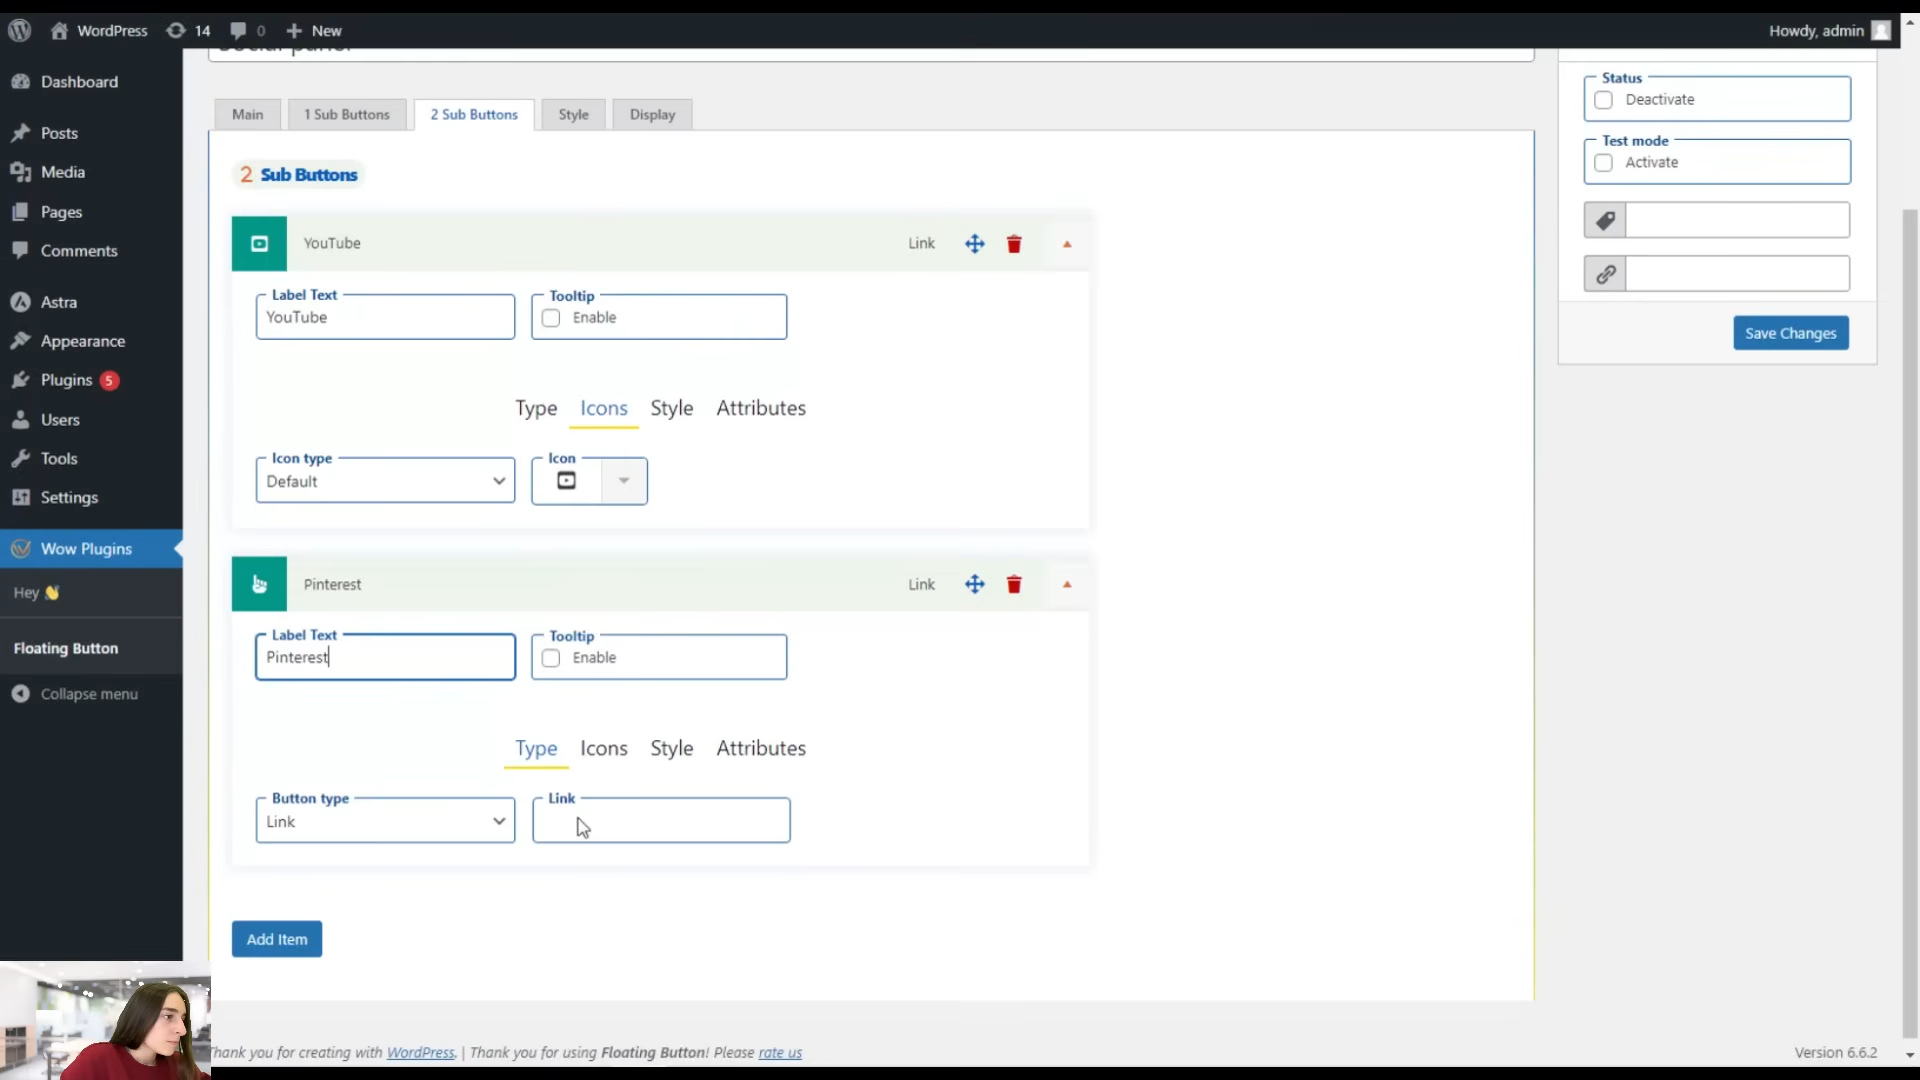 WordPress
14
0
New
Howdy, admin
Social panel
Dashboard
Posts
Media
Pages
Comments
Astra
Appearance
Plugins 5
Users
Tools
Settings
Wow Plugins
Hey 👋
Floating Button
Collapse menu
Main
1 Sub Buttons
2 Sub Buttons
Style
Display
2 Sub Buttons
YouTube
Link
Label Text
YouTube
Tooltip
Enable
Type
Icons
Style
Attributes
Icon type
Default
Icon
Pinterest
Link
Label Text
Pinterest
Tooltip
Enable
Type
Icons
Style
Attributes
Button type
Link
Link
Add Item
Status
Deactivate
Test mode
Activate
Save Changes
hank you for creating with WordPress. | Thank you for using Floating Button! Please rate us
Version 6.6.2